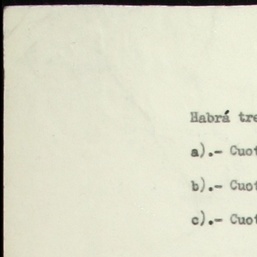 Habrá tre
a).- Cuot
b).- Cuot
c).- Cuot